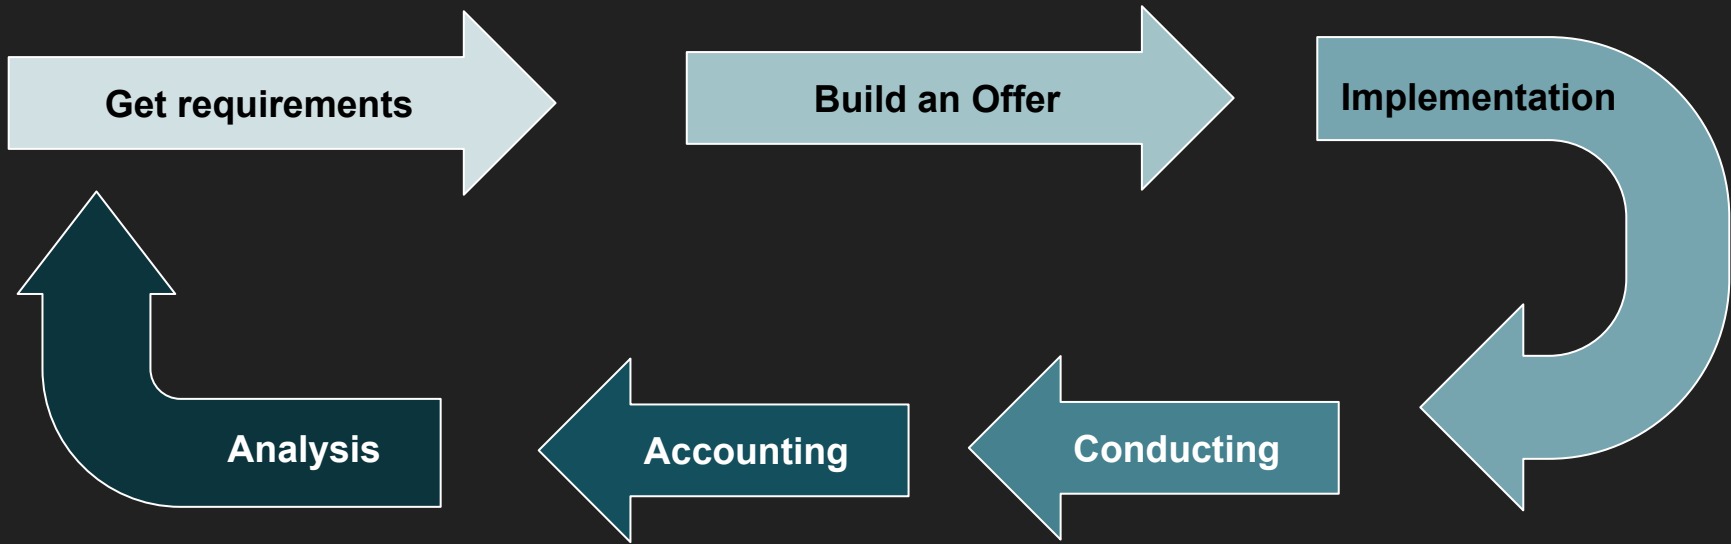 Get requirements
Build an Offer
Implementation
Conducting
Accounting
Analysis